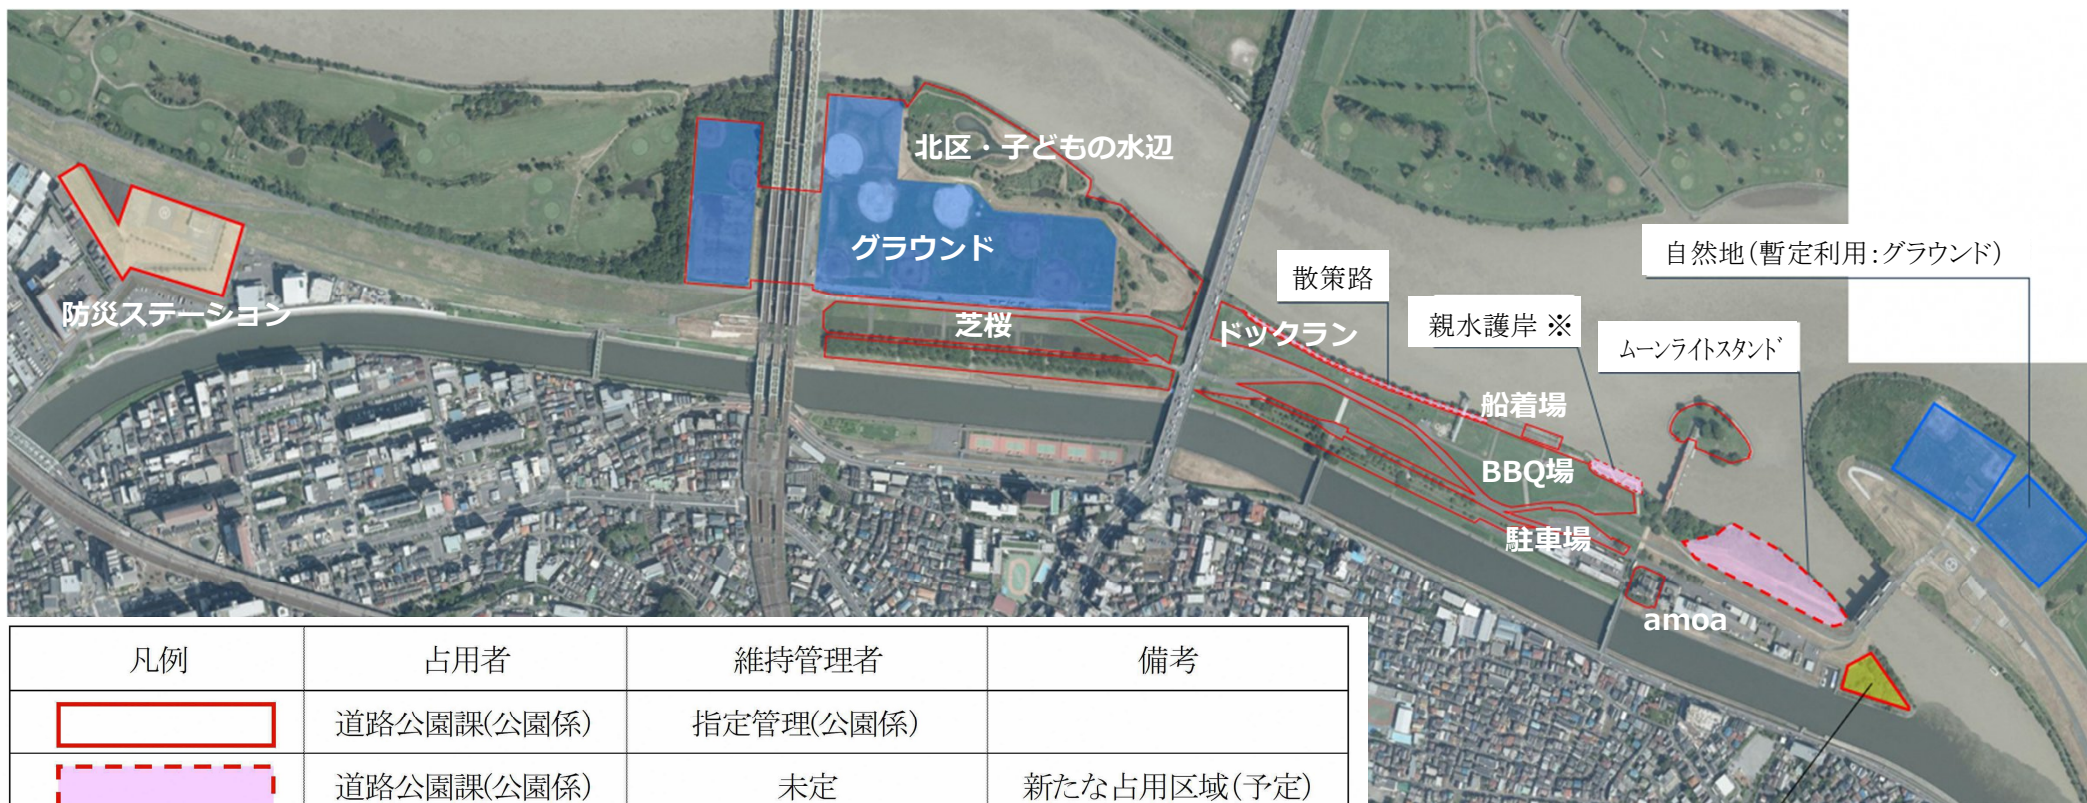 北区・子どもの水辺
グラウンド
自然地(暫定利用:グラウンド)
散策路
防災ステーション
芝桜
ドックラン
親水護岸 ※
ムーンライトスタンド
船着場
BBQ場
駐車場
amoa
凡例 占用者 維持管理者 備考
道路公園課(公園係) 指定管理(公園係)
道路公園課(公園係) 未定 新たな占用区域(予定)